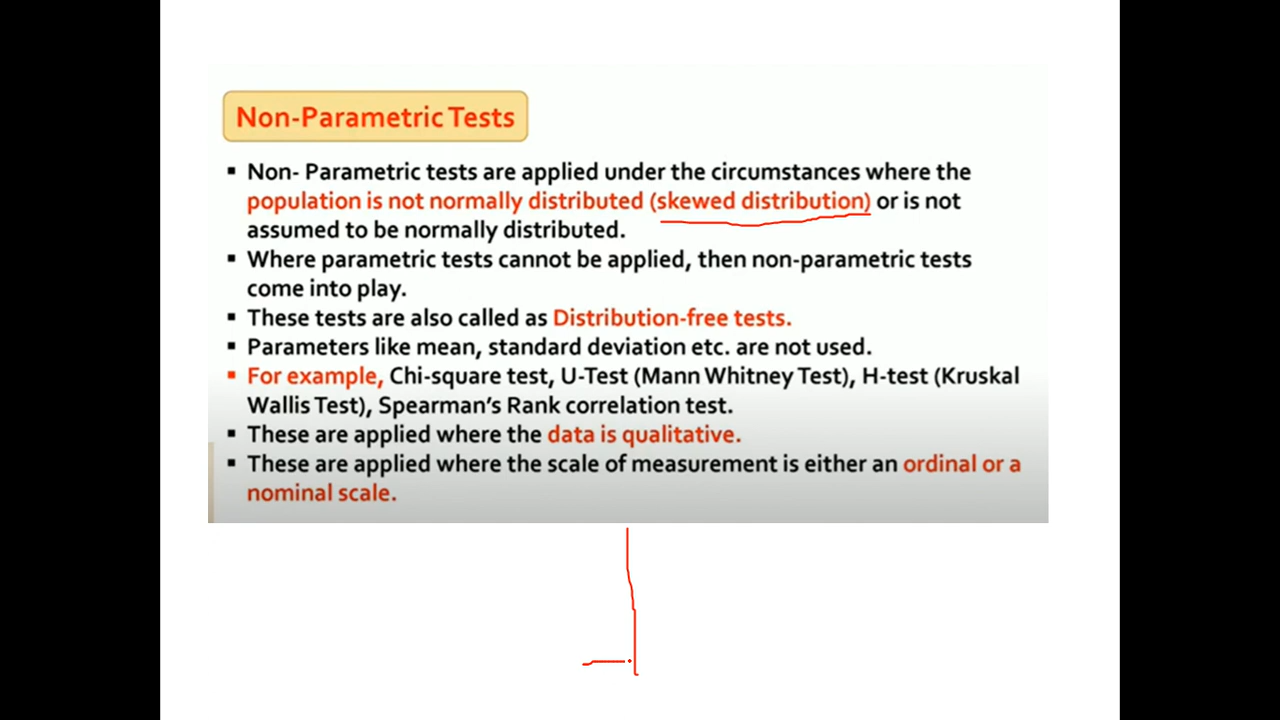 Non-Parametric Tests
▪ Non- Parametric tests are applied under the circumstances where the
population is not normally distributed (skewed distribution) or is not
assumed to be normally distributed.
▪ Where parametric tests cannot be applied, then non-parametric tests
come into play.
▪ These tests are also called as Distribution-free tests.
▪ Parameters like mean, standard deviation etc. are not used.
▪ For example, Chi-square test, U-Test (Mann Whitney Test), H-test (Kruskal
Wallis Test), Spearman's Rank correlation test.
▪ These are applied where the data is qualitative.
▪ These are applied where the scale of measurement is either an ordinal or a
nominal scale.